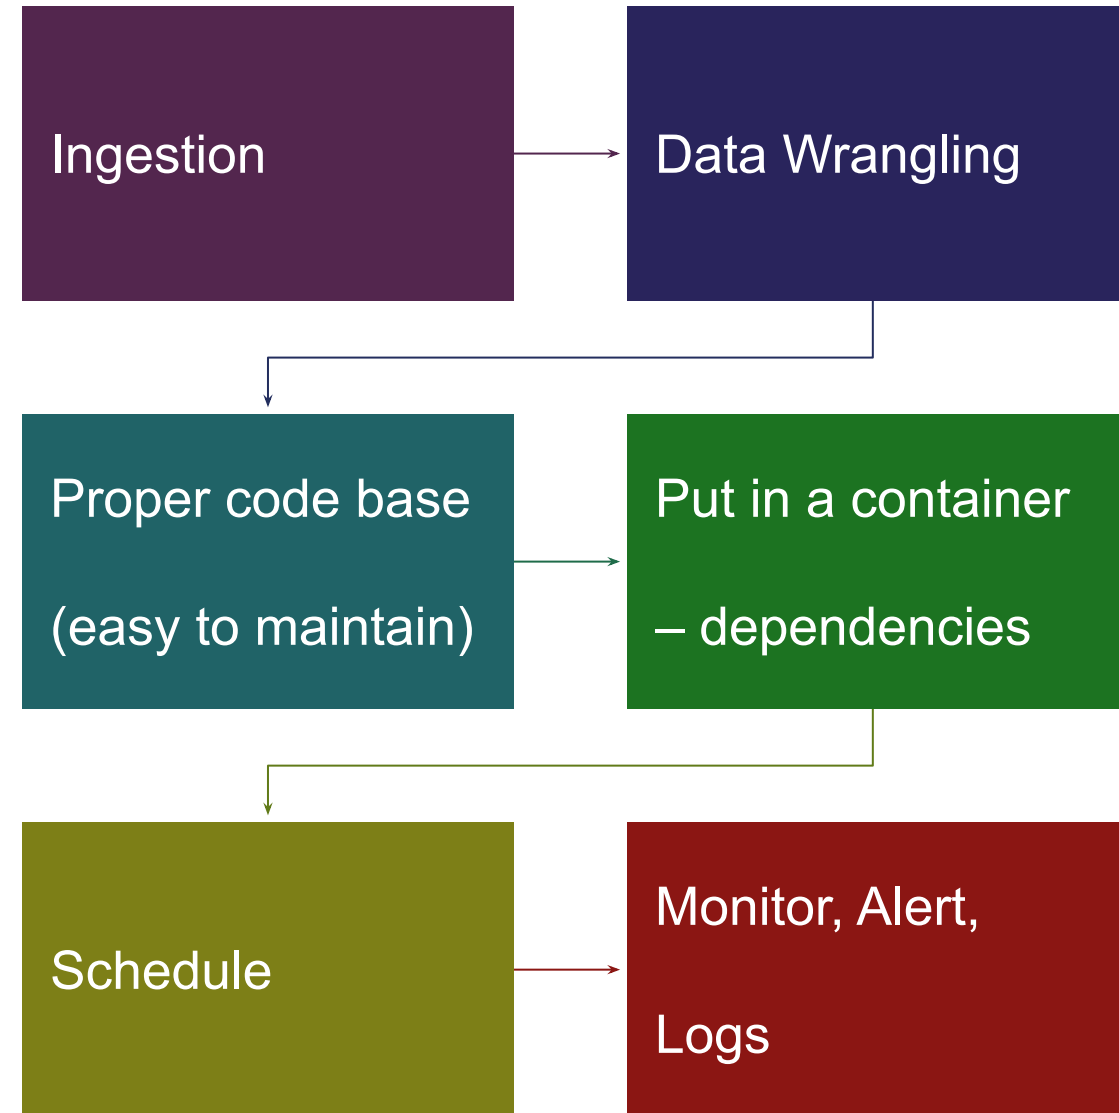 Ingestion
Data Wrangling
Proper code base
(easy to maintain)
Put in a container
– dependencies
Schedule
Monitor, Alert,
Logs